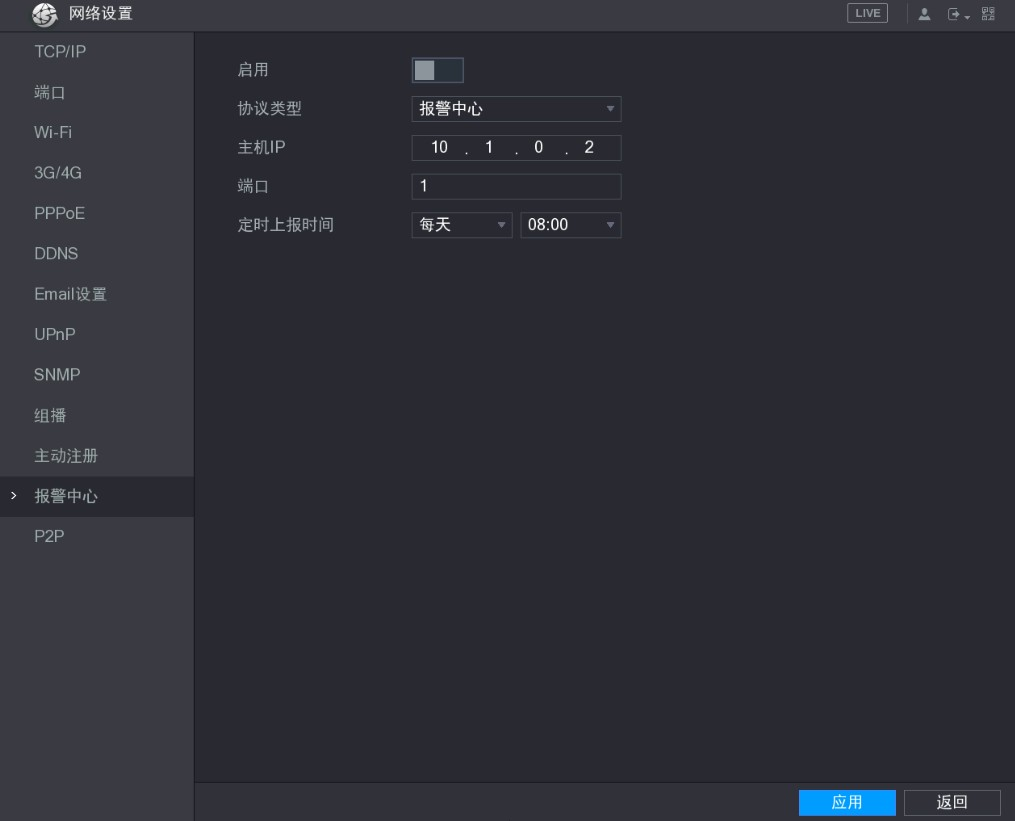 网络设置
LIVE
TCP/IP
端口
Wi-Fi
3G/4G
PPPoE
DDNS
Email设置
UPnP
SNMP
组播
主动注册
报警中心
P2P
启用
协议类型 报警中心
主机IP 10 . 1 . 0 . 2
端口 1
定时上报时间 每天 08:00
应用 返回